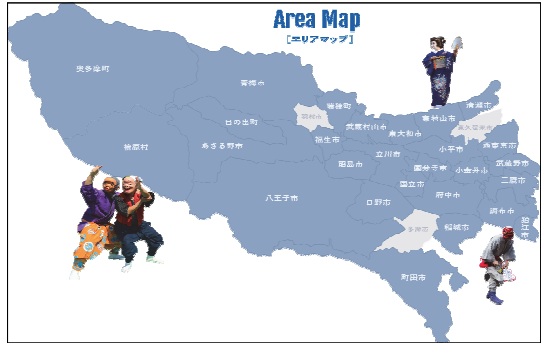 Area Map
[エリアマップ]
奥多摩町
青梅市
瑞穂町
羽村市
清瀬市
東村山市
東久留米市
武蔵村山市
東大和市
日の出町
福生市
小平市
西東京市
檜原村
あきる野市
昭島市
立川市
国分寺市
小金井市
武蔵野市
三鷹市
国立市
府中市
八王子市
日野市
調布市
狛江市
多摩市
稲城市
町田市